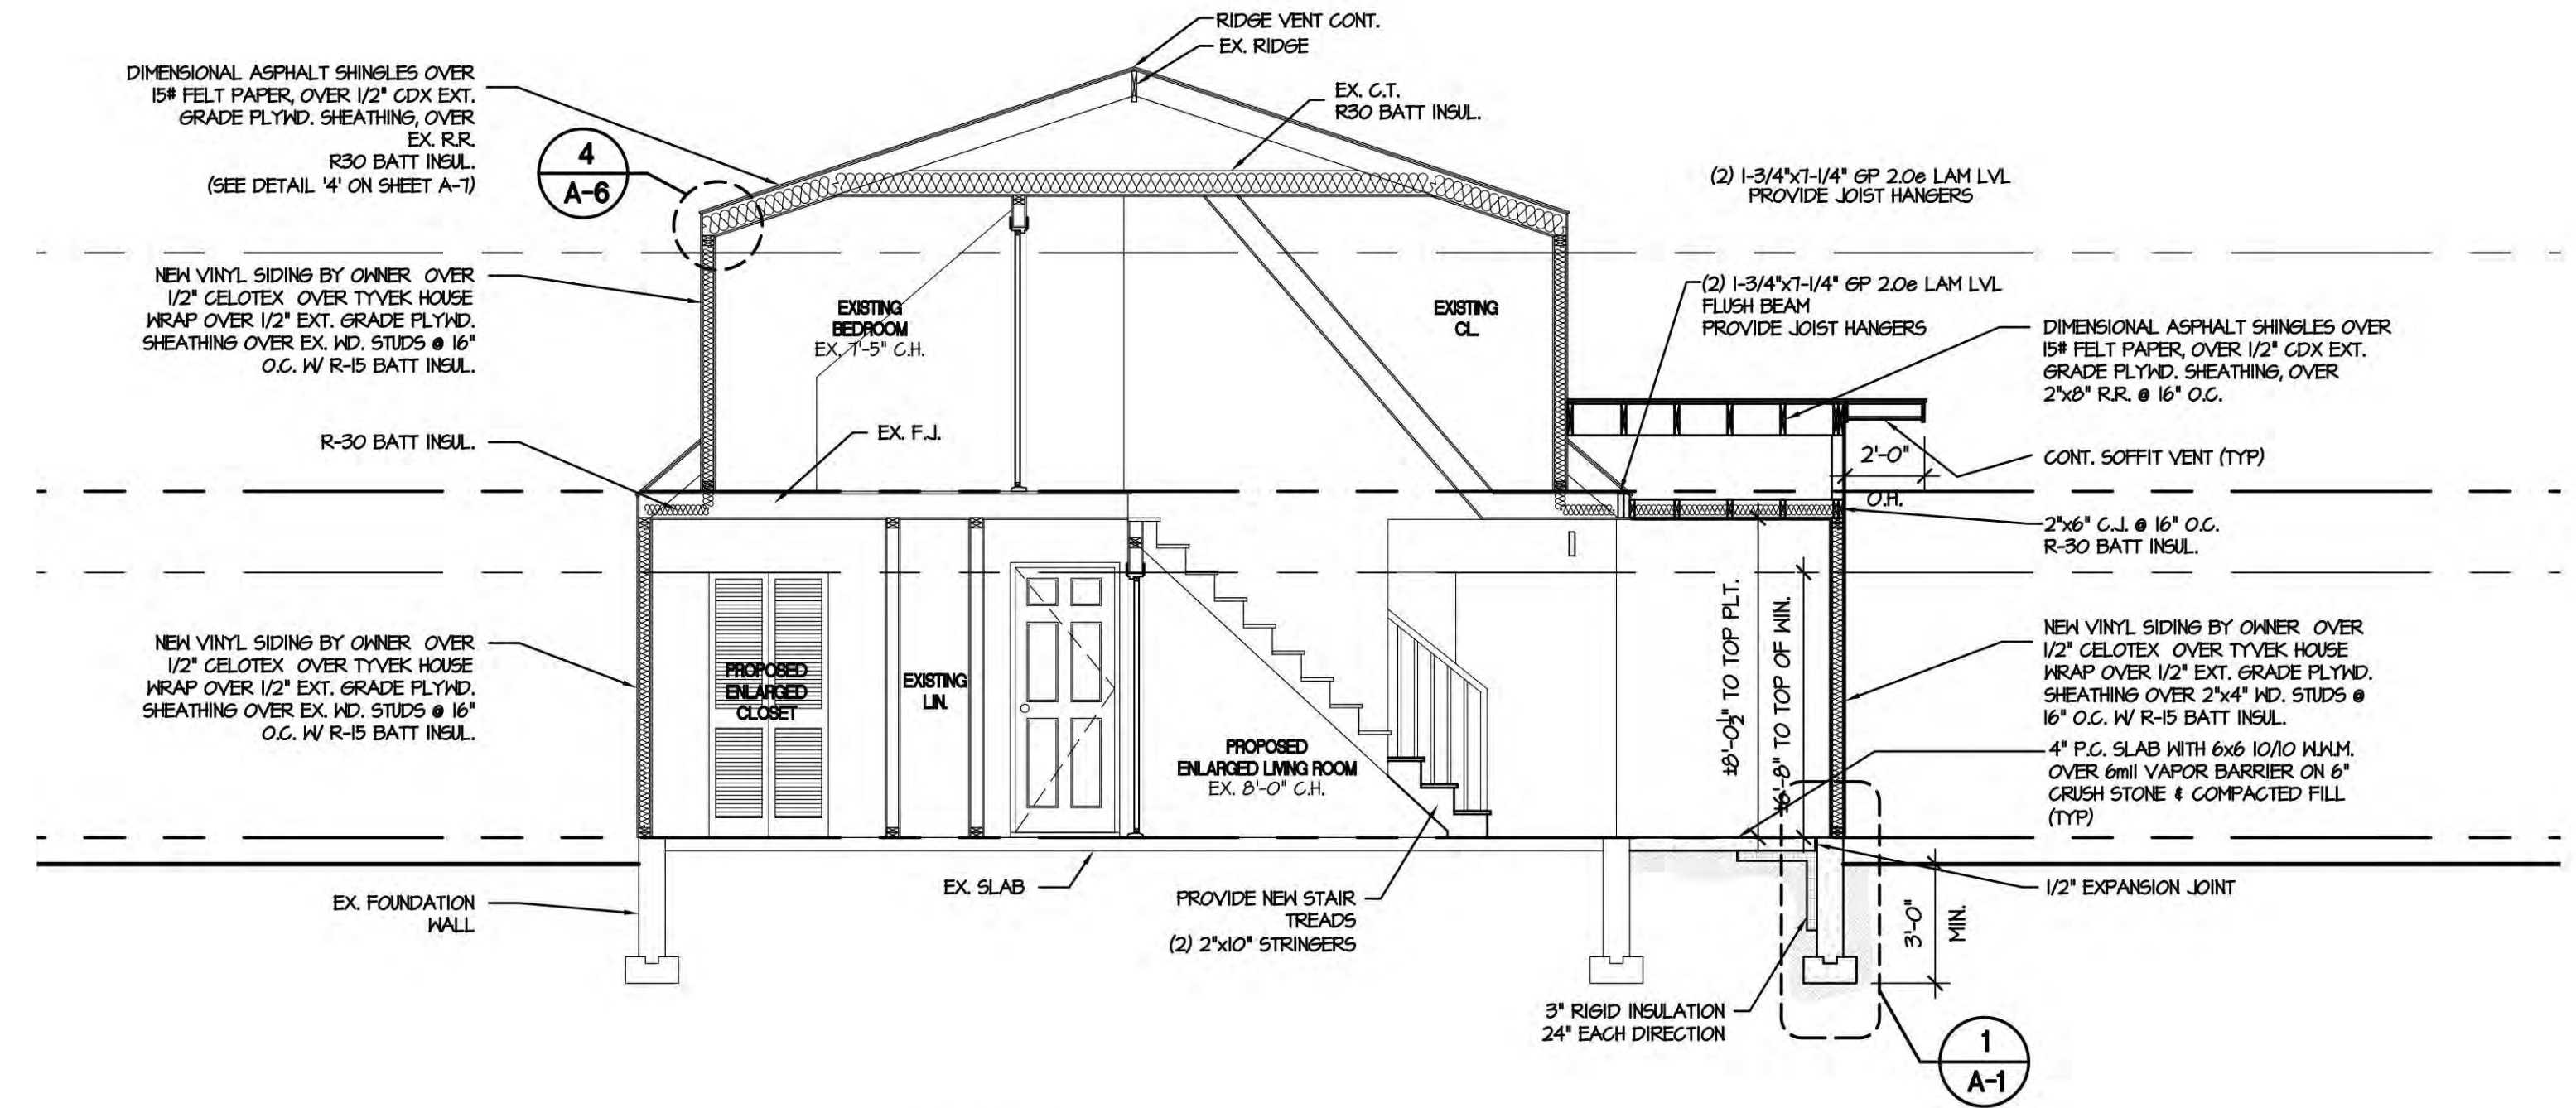 RIDGE VENT CONT.
EX. RIDGE
DIMENSIONAL ASPHALT SHINGLES OVER
15# FELT PAPER, OVER 1/2" CDX EXT.
GRADE PLYWD. SHEATHING, OVER
EX. R.R.
R30 BATT INSUL.
(SEE DETAIL '4' ON SHEET A-7)
4
A-6
EX. C.T.
R30 BATT INSUL.
(2) 1-3/4"x7-1/4" GP 2.0e LAM LVL
PROVIDE JOIST HANGERS
NEW VINYL SIDING BY OWNER OVER
1/2" CELOTEX OVER TYVEK HOUSE
WRAP OVER 1/2" EXT. GRADE PLYWD.
SHEATHING OVER EX. WD. STUDS @ 16"
O.C. W/ R-15 BATT INSUL.
EXISTING
BEDROOM
EX. 7'-5" C.H.
EXISTING
CL.
(2) 1-3/4"x7-1/4" GP 2.0e LAM LVL
FLUSH BEAM
PROVIDE JOIST HANGERS
DIMENSIONAL ASPHALT SHINGLES OVER
15# FELT PAPER, OVER 1/2" CDX EXT.
GRADE PLYWD. SHEATHING, OVER
2"x8" R.R. @ 16" O.C.
R-30 BATT INSUL.
EX. F.J.
2'-0"
O.H.
CONT. SOFFIT VENT (TYP)
2"x6" C.J. @ 16" O.C.
R-30 BATT INSUL.
NEW VINYL SIDING BY OWNER OVER
1/2" CELOTEX OVER TYVEK HOUSE
WRAP OVER 1/2" EXT. GRADE PLYWD.
SHEATHING OVER EX. WD. STUDS @ 16"
O.C. W/ R-15 BATT INSUL.
PROPOSED
ENLARGED
CLOSET
EXISTING
LIN.
PROPOSED
ENLARGED LIVING ROOM
EX. 8'-0" C.H.
±8'-0 1/2" TO TOP PLT.
±6'-8" TO TOP OF WIN.
NEW VINYL SIDING BY OWNER OVER
1/2" CELOTEX OVER TYVEK HOUSE
WRAP OVER 1/2" EXT. GRADE PLYWD.
SHEATHING OVER 2"x4" WD. STUDS @
16" O.C. W/ R-15 BATT INSUL.
4" P.C. SLAB WITH 6x6 10/10 W.W.M.
OVER 6mil VAPOR BARRIER ON 6"
CRUSH STONE & COMPACTED FILL
(TYP)
EX. FOUNDATION
WALL
EX. SLAB
PROVIDE NEW STAIR
TREADS
(2) 2"x10" STRINGERS
1/2" EXPANSION JOINT
3'-0"
MIN.
3" RIGID INSULATION
24" EACH DIRECTION
1
A-1